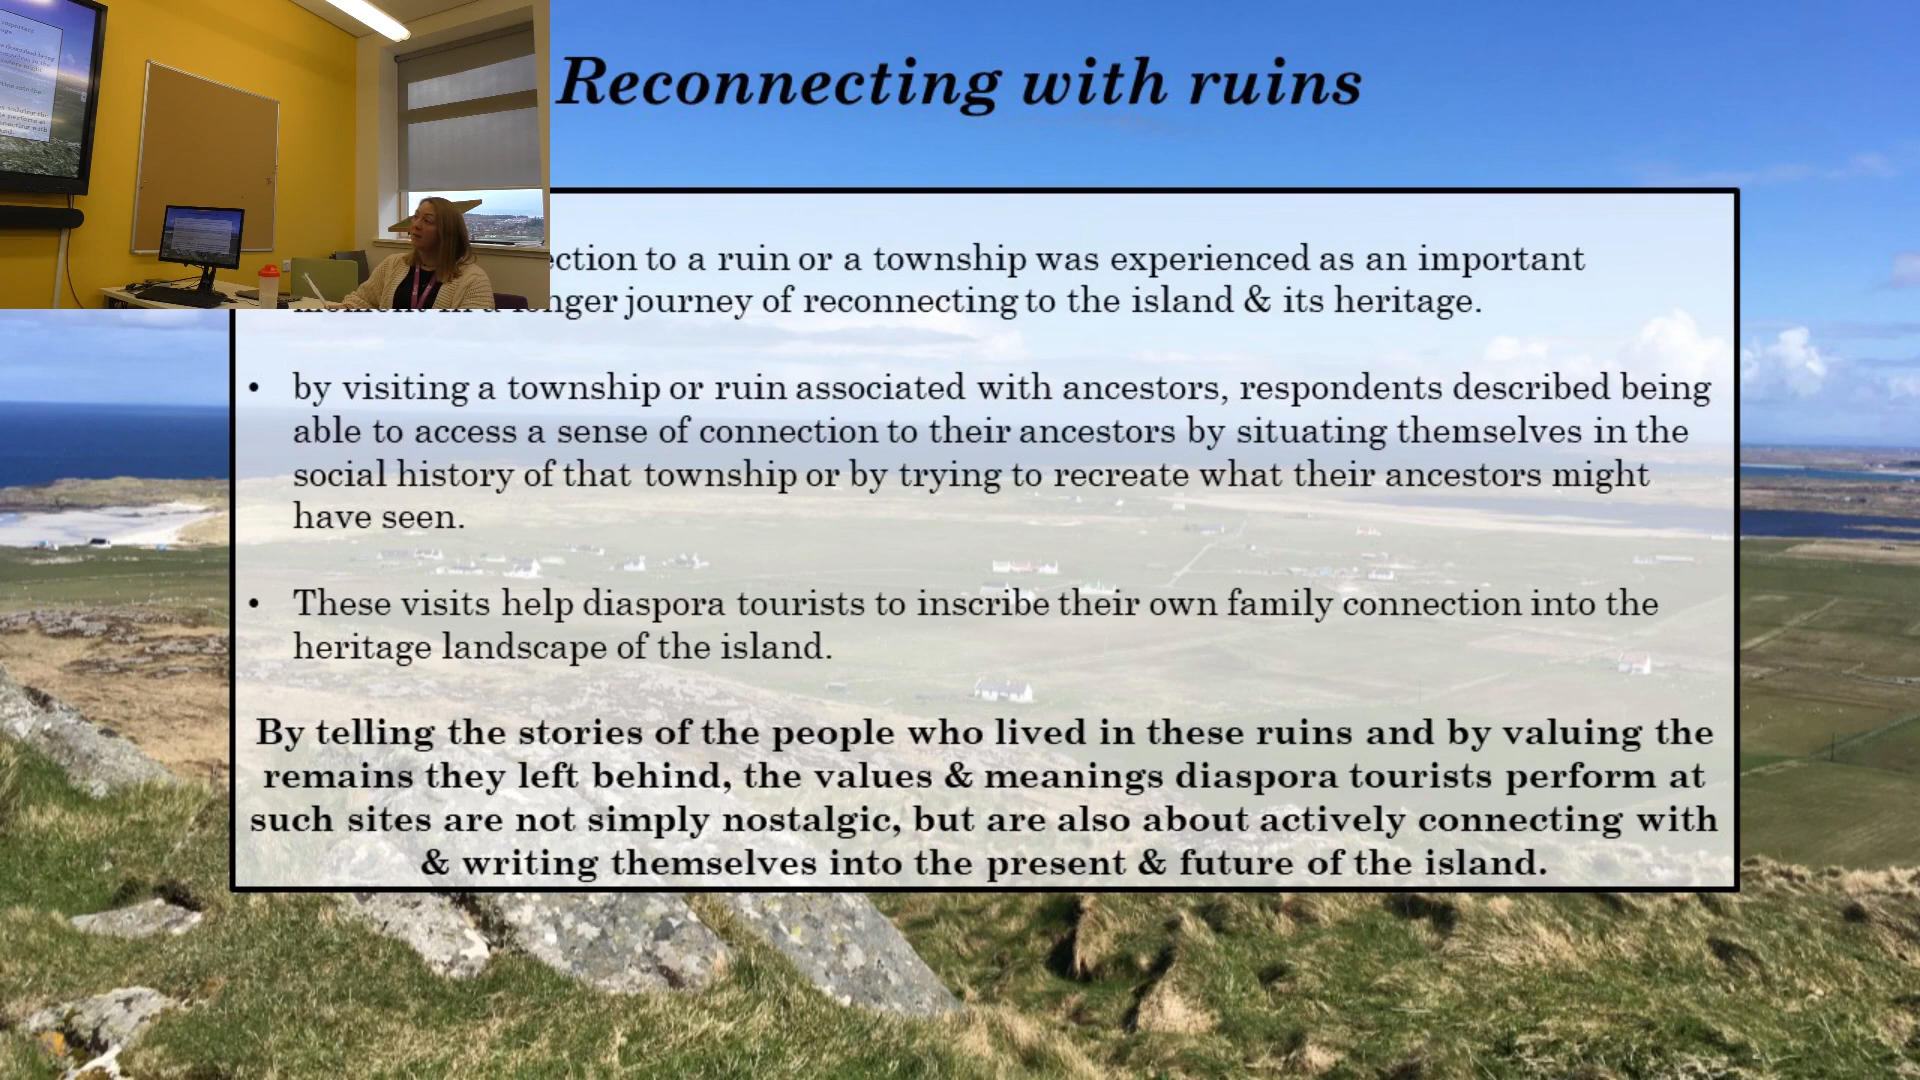 Reconnecting with ruins
ction to a ruin or a township was experienced as an important
nger journey of reconnecting to the island & its heritage.
• by visiting a township or ruin associated with ancestors, respondents described being
able to access a sense of connection to their ancestors by situating themselves in the
social history of that township or by trying to recreate what their ancestors might
have seen.
• These visits help diaspora tourists to inscribe their own family connection into the
heritage landscape of the island.
By telling the stories of the people who lived in these ruins and by valuing the
remains they left behind, the values & meanings diaspora tourists perform at
such sites are not simply nostalgic, but are also about actively connecting with
& writing themselves into the present & future of the island.